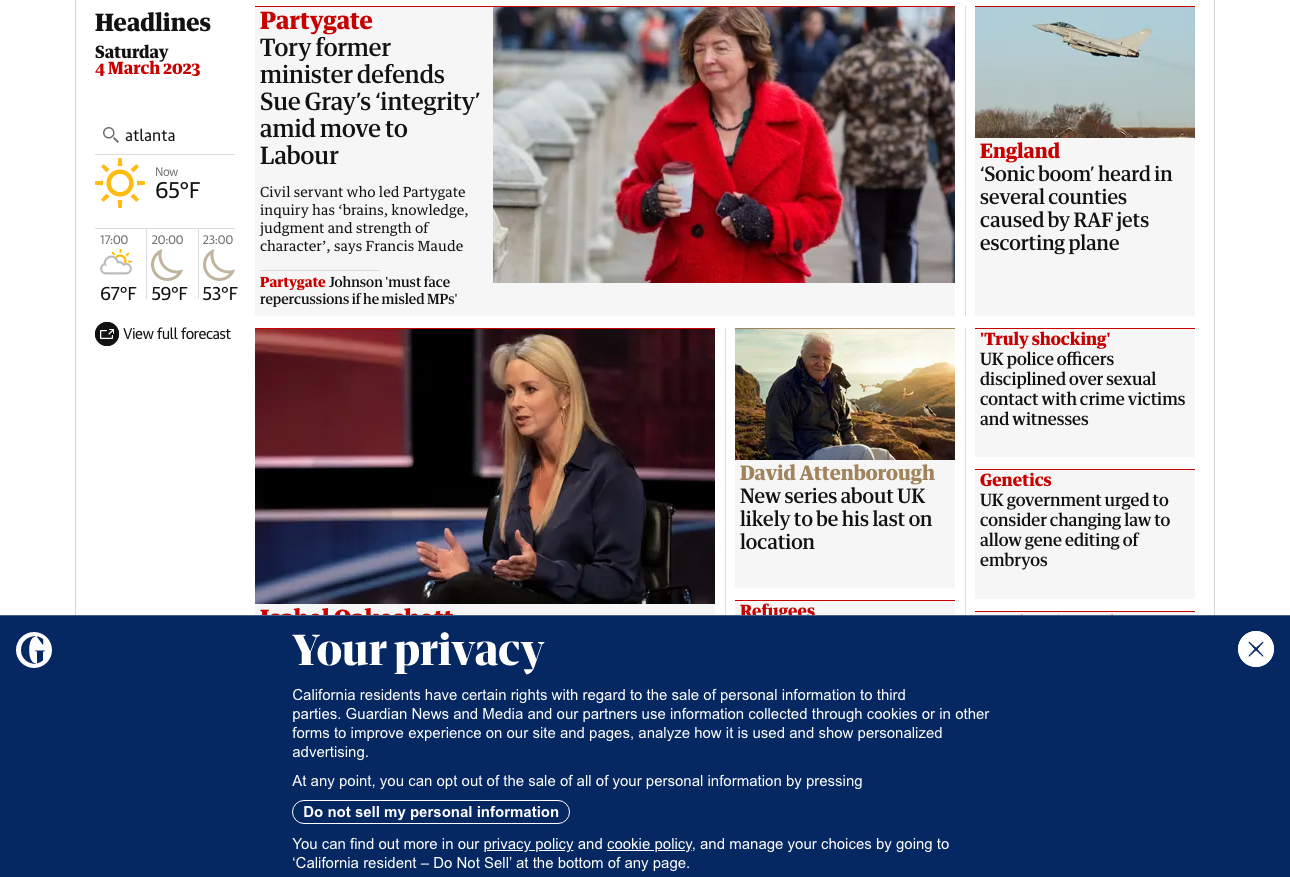 Headlines
Saturday
4 March 2023
atlanta
Now
65°F
17:00
20:00
23:00
67°F
59°F
53°F
View full forecast
Partygate
Tory former
minister defends
Sue Gray's 'integrity'
amid move to
Labour
Civil servant who led Partygate
inquiry has 'brains, knowledge,
judgment and strength of
character', says Francis Maude
Partygate Johnson 'must face
repercussions if he misled MPs'
England
'Sonic boom' heard in
several counties
caused by RAF jets
escorting plane
Isabel Oakeshott
David Attenborough
New series about UK
likely to be his last on
location
Refugees
'Truly shocking'
UK police officers
disciplined over sexual
contact with crime victims
and witnesses
Genetics
UK government urged to
consider changing law to
allow gene editing of
embryos
G
Your privacy
California residents have certain rights with regard to the sale of personal information to third
parties. Guardian News and Media and our partners use information collected through cookies or in other
forms to improve experience on our site and pages, analyze how it is used and show personalized
advertising.
At any point, you can opt out of the sale of all of your personal information by pressing
Do not sell my personal information
You can find out more in our privacy policy and cookie policy, and manage your choices by going to
'California resident – Do Not Sell' at the bottom of any page.